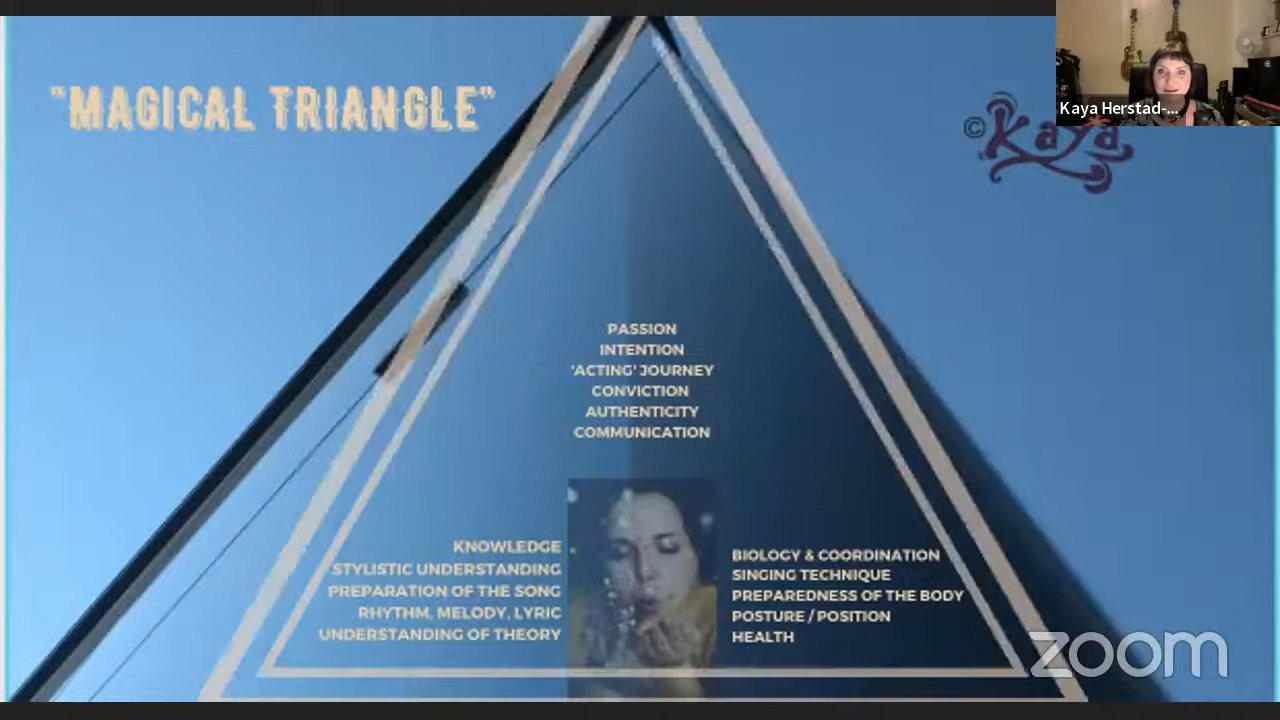 "MAGICAL TRIANGLE"
Kaya Herstad-...
© Kaya
PASSION
INTENTION
'ACTING' JOURNEY
CONVICTION
AUTHENTICITY
COMMUNICATION
KNOWLEDGE
STYLISTIC UNDERSTANDING
PREPARATION OF THE SONG
RHYTHM, MELODY, LYRIC
UNDERSTANDING OF THEORY
BIOLOGY & COORDINATION
SINGING TECHNIQUE
PREPAREDNESS OF THE BODY
POSTURE / POSITION
HEALTH
zoom